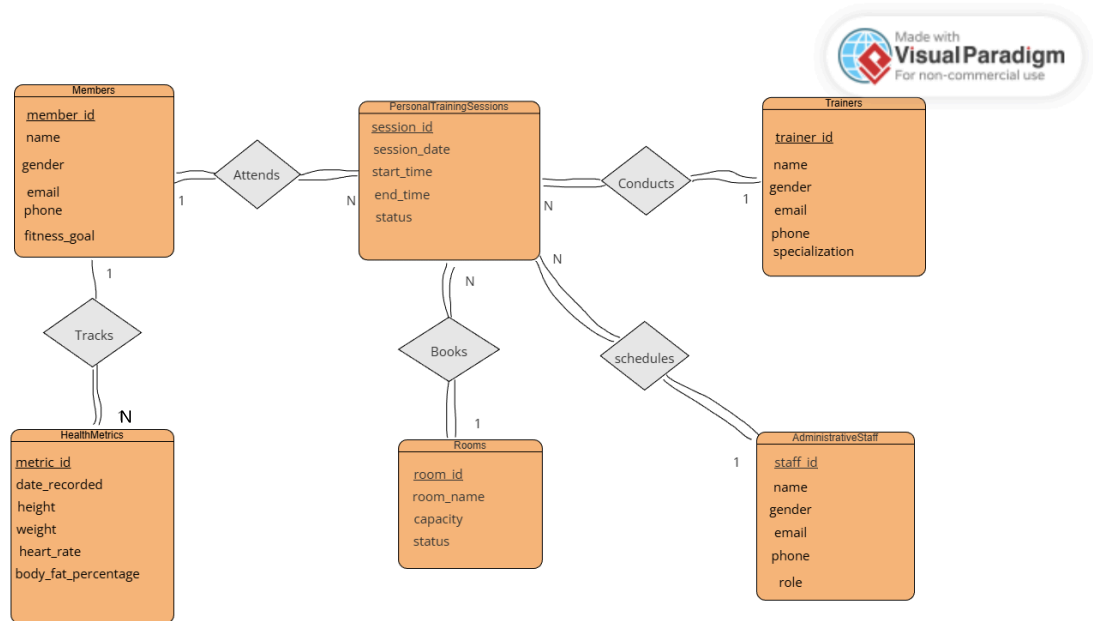 Made with
Visual Paradigm
For non-commercial use
Members
member_id
name
gender
email
phone
fitness_goal
1
Attends
N
PersonalTrainingSessions
session_id
session_date
start_time
end_time
status
N
Conducts
1
Trainers
trainer_id
name
gender
email
phone
specialization
1
Tracks
N
HealthMetrics
metric_id
date_recorded
height
weight
heart_rate
body_fat_percentage
N
Books
1
Rooms
room_id
room_name
capacity
status
N
schedules
1
AdministrativeStaff
staff_id
name
gender
email
phone
role